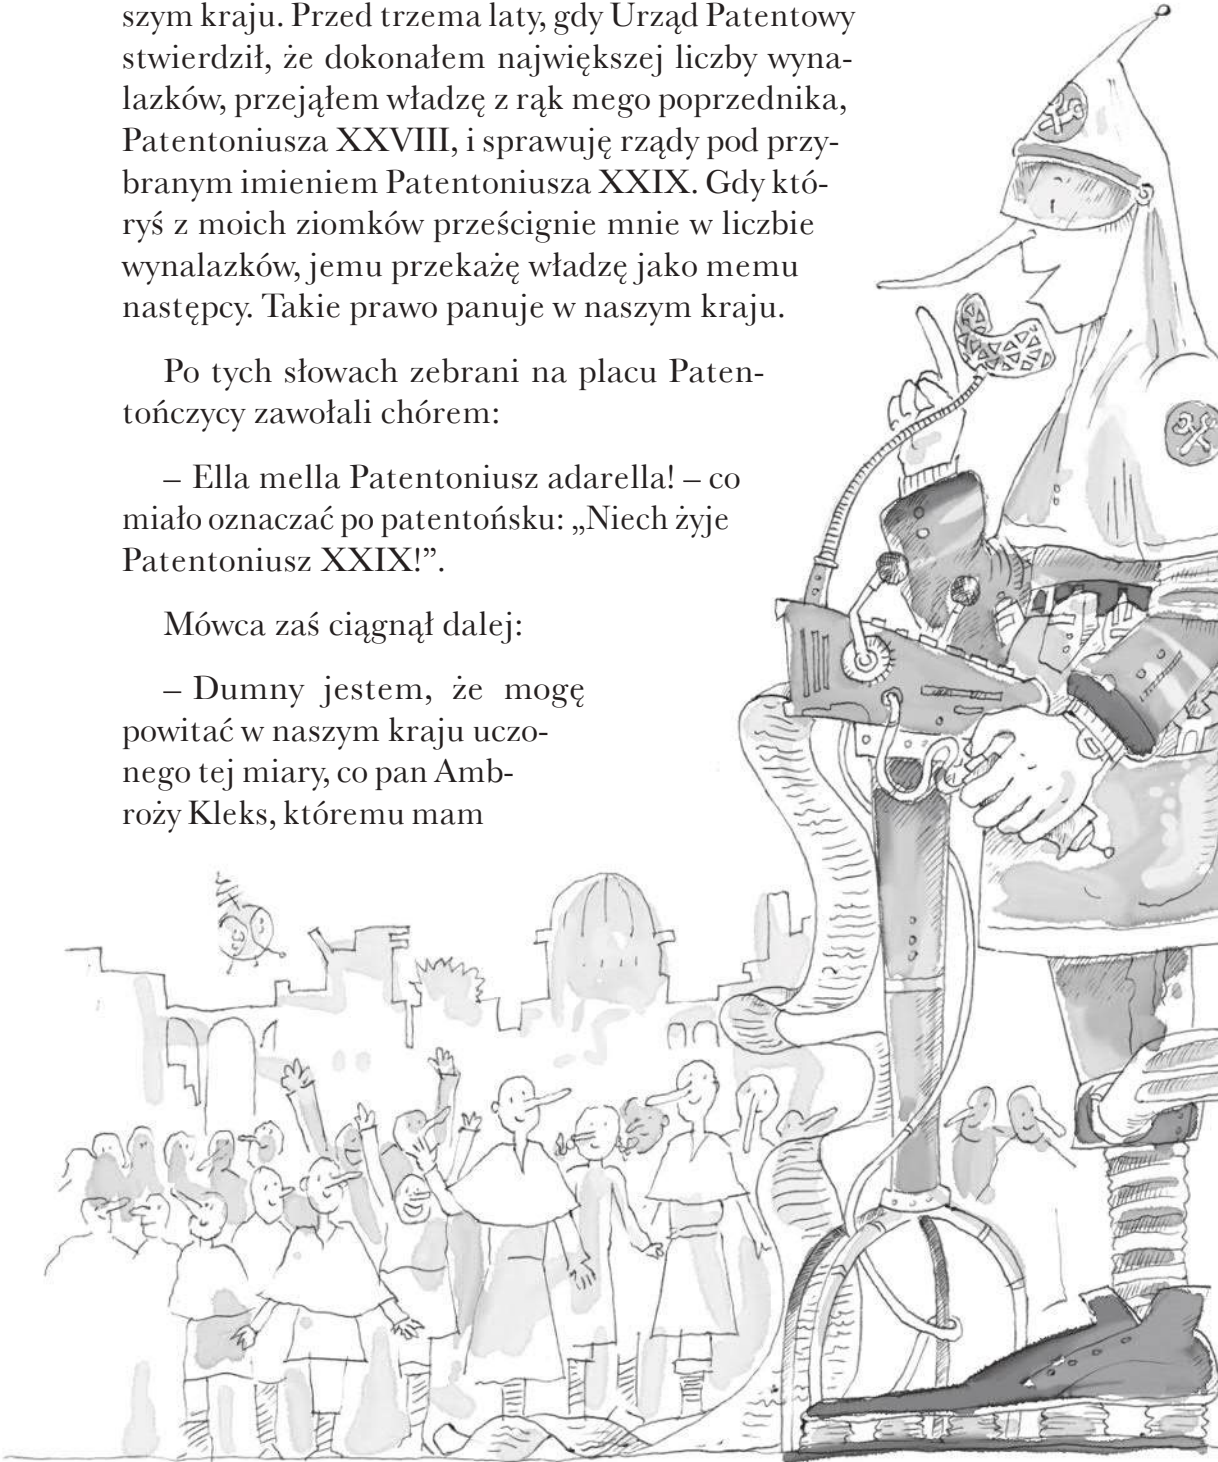 szym kraju. Przed trzema laty, gdy Urząd Patentowy
stwierdził, że dokonałem największej liczby wyna-
lazków, przejąłem władzę z rąk mego poprzednika,
Patentoniusza XXVIII, i sprawuję rządy pod przy-
branym imieniem Patentoniusza XXIX. Gdy któ-
ryś z moich ziomków prześcignie mnie w liczbie
wynalazków, jemu przekażę władzę jako memu
następcy. Takie prawo panuje w naszym kraju.
Po tych słowach zebrani na placu Paten-
tończycy zawołali chórem:
– Ella mella Patentoniusz adarella! – co
miało oznaczać po patentońsku: „Niech żyje
Patentoniusz XXIX!”.
Mówca zaś ciągnął dalej:
– Dumny jestem, że mogę
powitać w naszym kraju uczo-
nego tej miary, co pan Amb-
roży Kleks, któremu mam